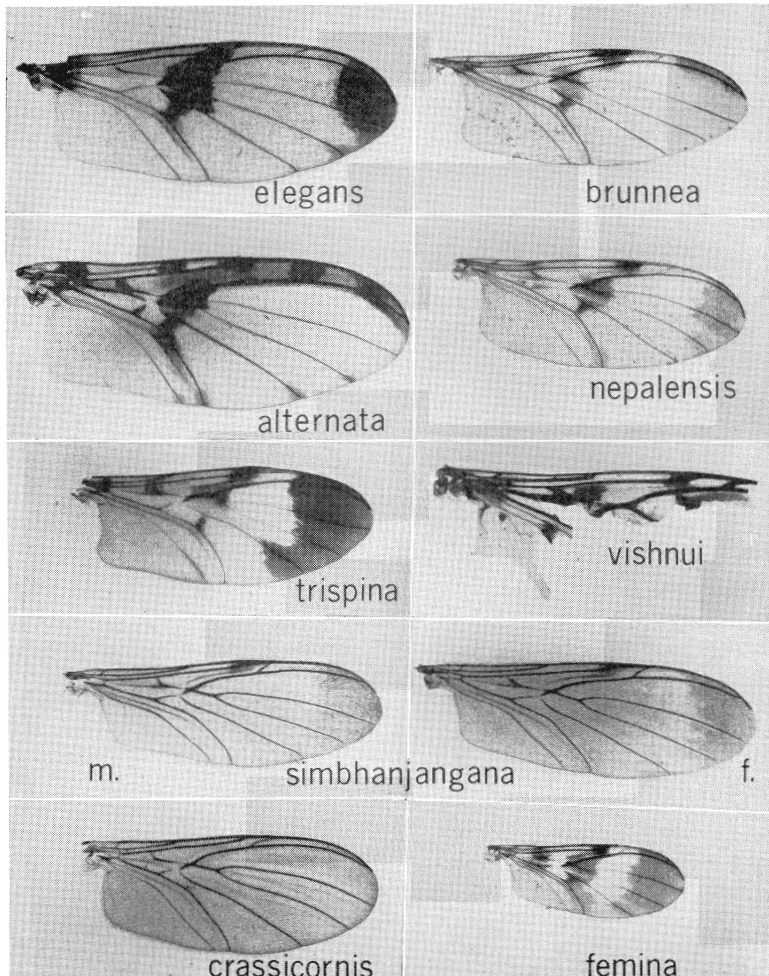 elegans
brunnea
alternata
nepalensis
trispina
vishnui
m. simbhanjangana f.
crassicornis
femina